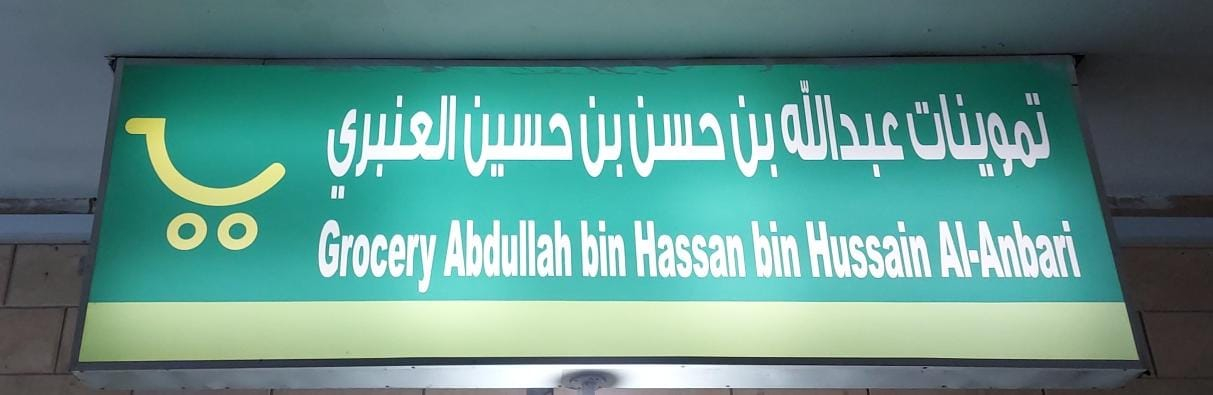 تموينات عبدالله بن حسن بن حسين العنبري
Grocery Abdullah bin Hassan bin Hussain Al-Anbari